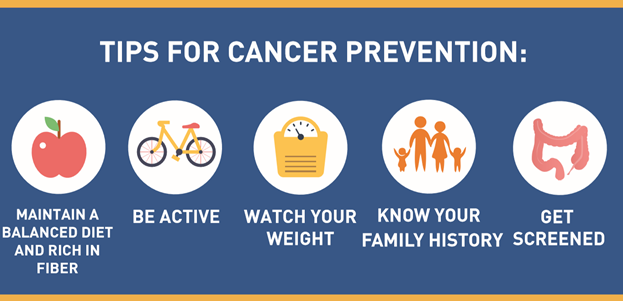 TIPS FOR CANCER PREVENTION:
MAINTAIN A
BALANCED DIET
AND RICH IN
FIBER
BE ACTIVE
WATCH YOUR
WEIGHT
KNOW YOUR
FAMILY HISTORY
GET
SCREENED